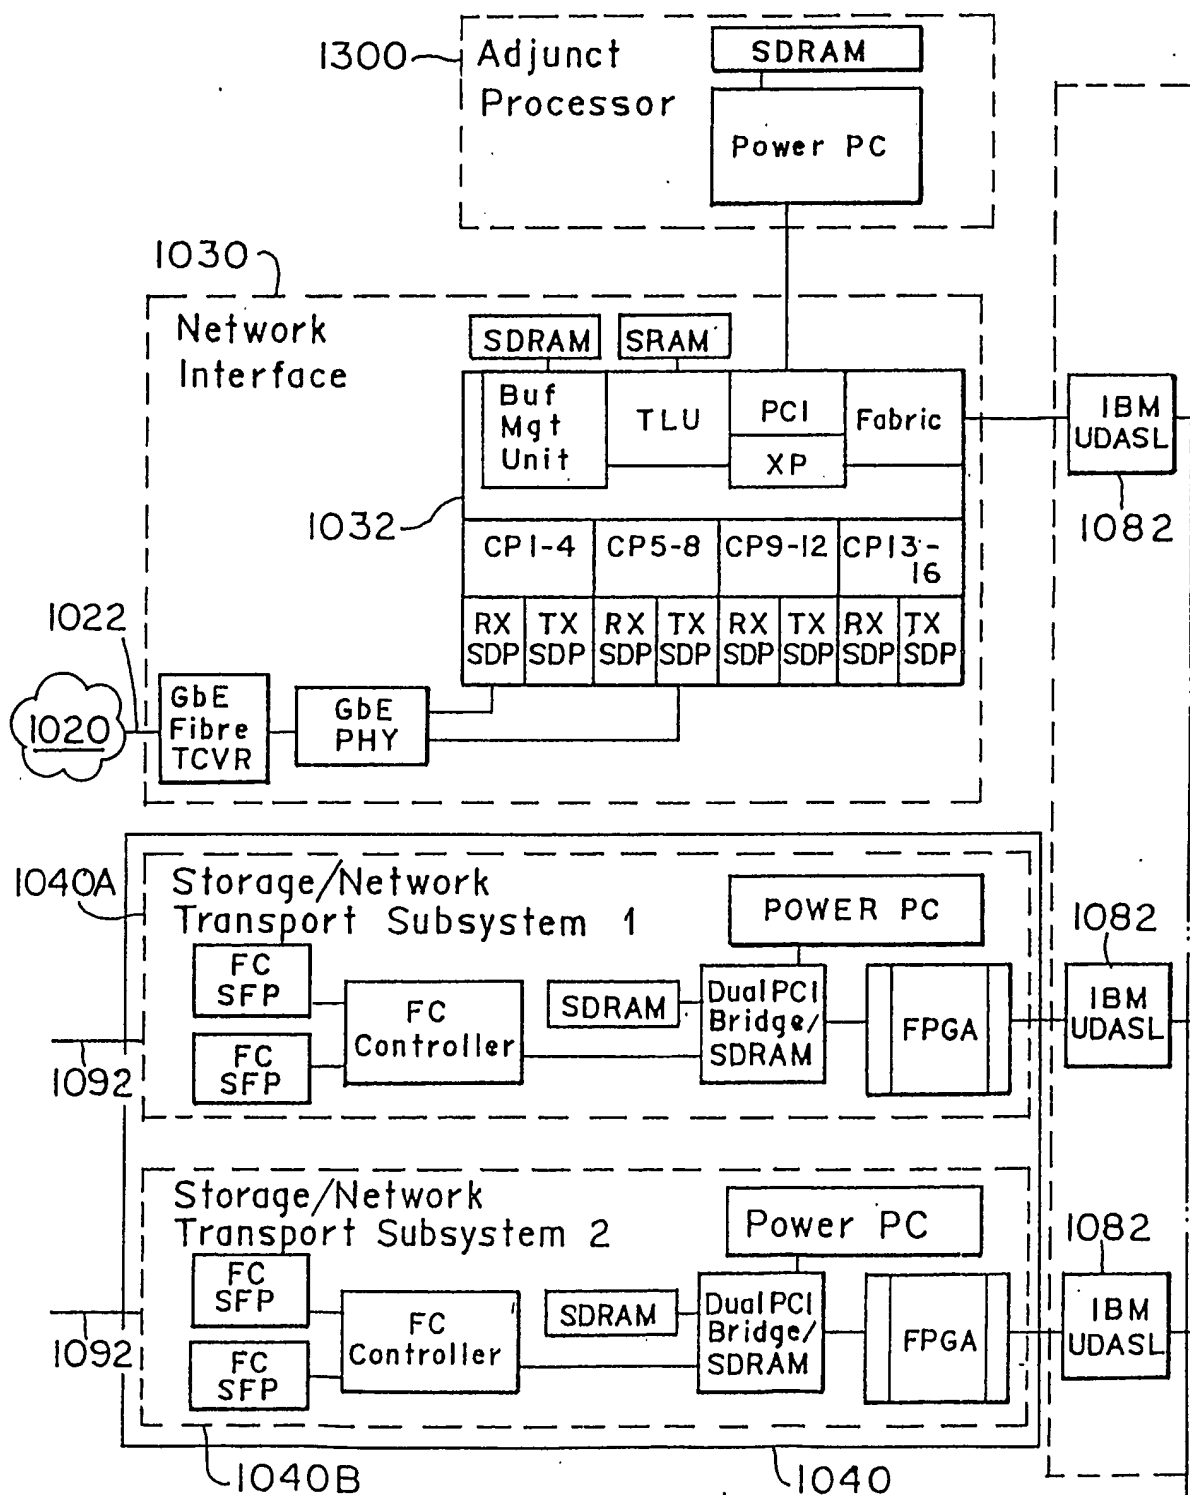 1300
Adjunct
Processor
SDRAM
Power PC
1030
Network
Interface
SDRAM
SRAM
Buf
Mgt
Unit
TLU
PCI
XP
Fabric
IBM
UDASL
1082
1032
CP1-4
CP5-8
CP9-12
CP13-
16
RX
SDP
TX
SDP
RX
SDP
TX
SDP
RX
SDP
TX
SDP
RX
SDP
TX
SDP
1022
1020
GbE
Fibre
TCVR
GbE
PHY
1040A
Storage/Network
Transport Subsystem 1
POWER PC
1082
FC
SFP
FC
SFP
FC
Controller
SDRAM
Dual PCI
Bridge/
SDRAM
FPGA
IBM
UDASL
1092
Storage/Network
Transport Subsystem 2
Power PC
1082
FC
SFP
FC
SFP
FC
Controller
SDRAM
Dual PCI
Bridge/
SDRAM
FPGA
IBM
UDASL
1092
1040B
1040